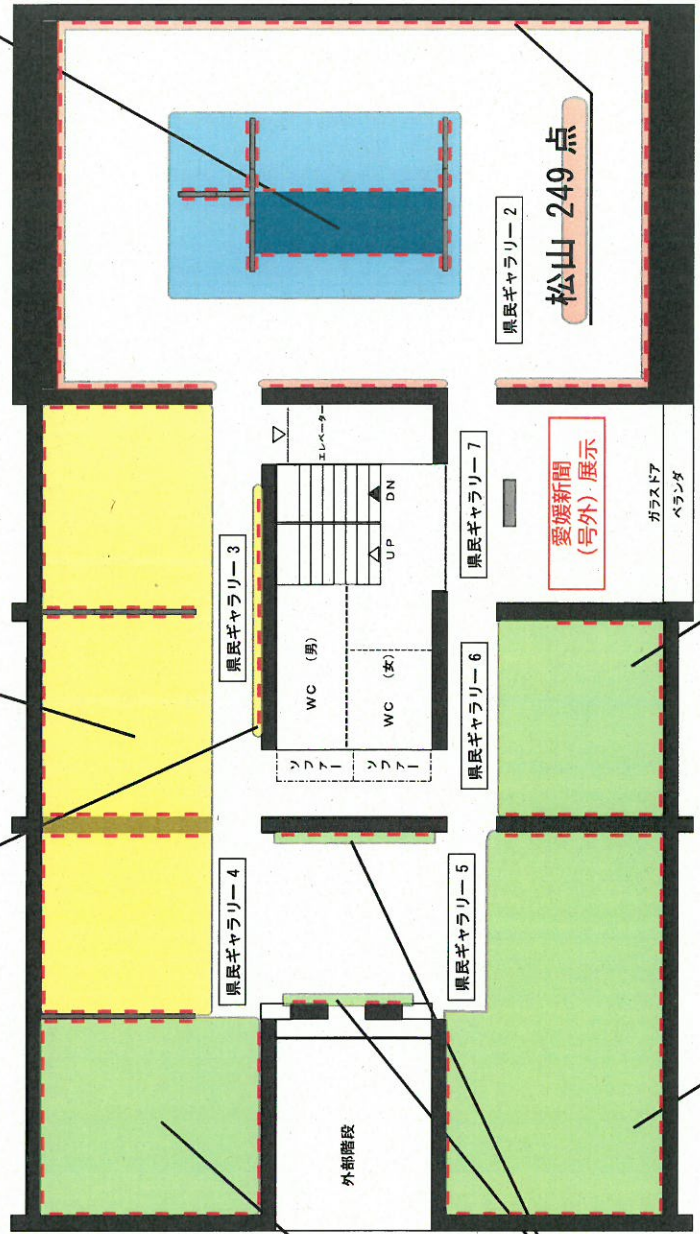 松山 249 点
県民ギャラリー 2
エレベーター
DN
UP
県民ギャラリー 7
愛媛新聞
(号外) 展示
ガラスドア
ベランダ
県民ギャラリー 3
WC (男)
WC (女)
ソファー
ソファー
県民ギャラリー 6
県民ギャラリー 4
県民ギャラリー 5
外部階段